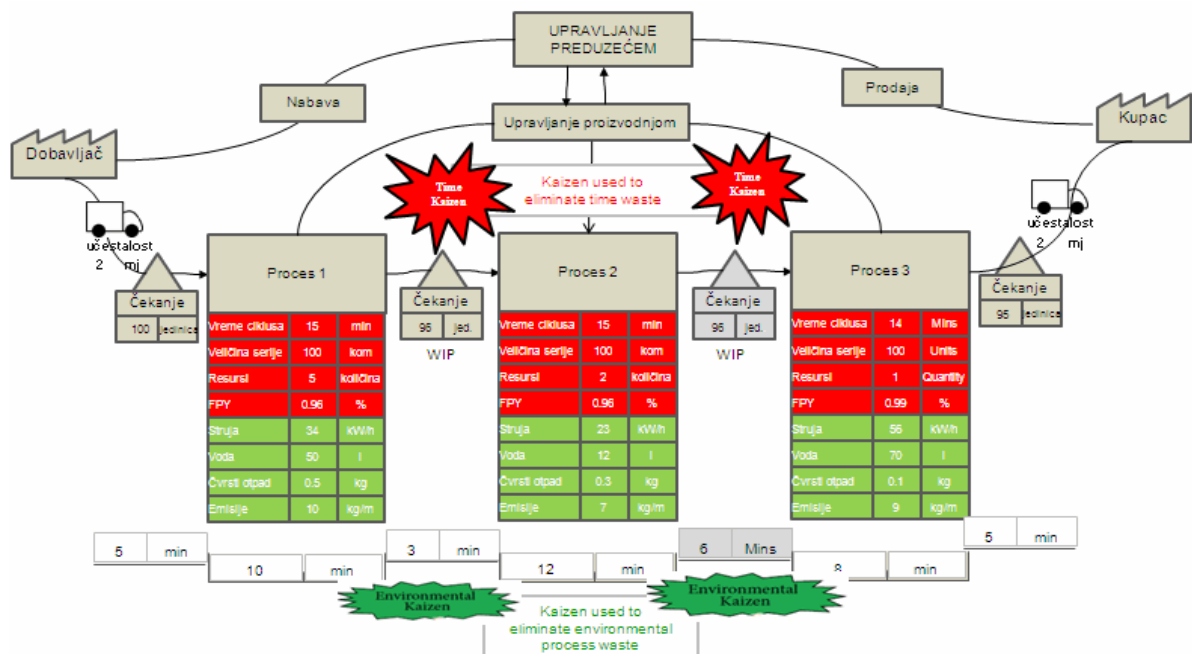 UPRAVLJANJE
PREDUZEĆEM
Nabava
Prodaja
Upravljanje proizvodnjom
Dobavljač
Kupac
Time
Kaizen
Kaizen used to
eliminate time waste
Time
Kaizen
učestalost
2 mj
učestalost
2 mj
Proces 1
Proces 2
Proces 3
Čekanje
100 jedinica
Čekanje
96 jed.
WIP
Čekanje
96 jed.
WIP
Čekanje
95 jedinica
Vreme ciklusa 15 min
Veličina serije 100 kom
Resursi 5 količina
FPY 0.96 %
Struja 34 kW/h
Voda 50 l
Čvrsti otpad 0.5 kg
Emisije 10 kg/m
Vreme ciklusa 15 min
Veličina serije 100 kom
Resursi 2 količina
FPY 0.96 %
Struja 23 kW/h
Voda 12 l
Čvrsti otpad 0.3 kg
Emisije 7 kg/m
Vreme ciklusa 14 Mins
Veličina serije 100 Units
Resursi 1 Quantity
FPY 0.99 %
Struja 56 kW/h
Voda 70 l
Čvrsti otpad 0.1 kg
Emisije 9 kg/m
5 min
10 min
3 min
12 min
6 Mins
8 min
5 min
Environmental
Kaizen
Environmental
Kaizen
Kaizen used to
eliminate environmental
process waste